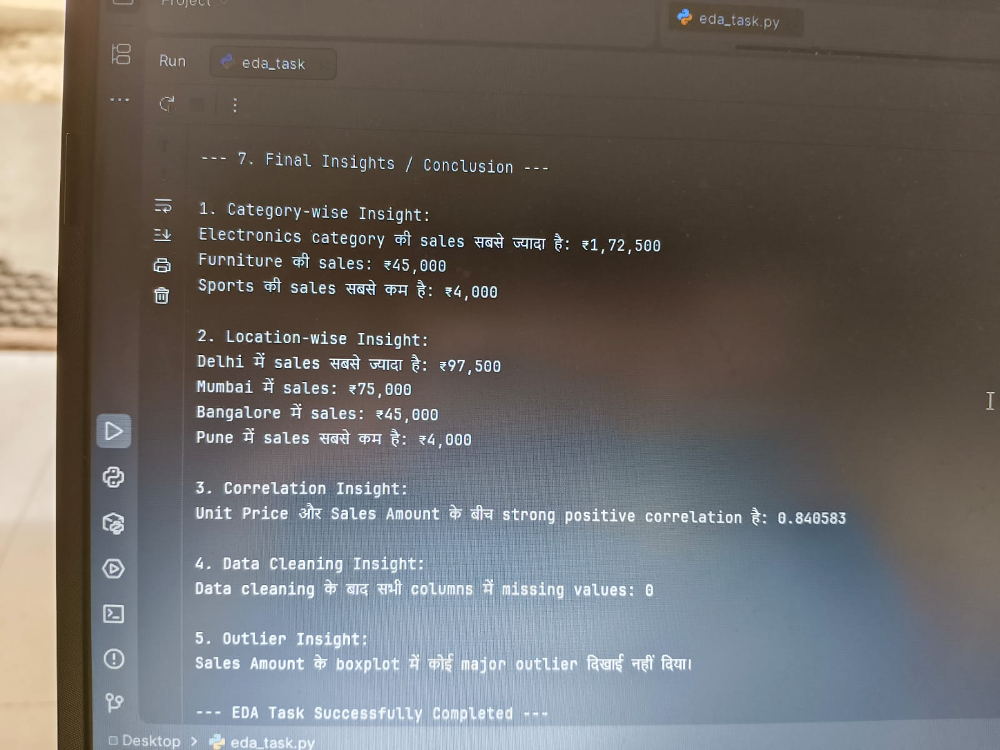 Project
eda_task.py
Run
eda_task
--- 7. Final Insights / Conclusion ---
1. Category-wise Insight:
Electronics category की sales सबसे ज्यादा है: ₹1,72,500
Furniture की sales: ₹45,000
Sports की sales सबसे कम है: ₹4,000
2. Location-wise Insight:
Delhi में sales सबसे ज्यादा है: ₹97,500
Mumbai में sales: ₹75,000
Bangalore में sales: ₹45,000
Pune में sales सबसे कम है: ₹4,000
3. Correlation Insight:
Unit Price और Sales Amount के बीच strong positive correlation है: 0.840583
4. Data Cleaning Insight:
Data cleaning के बाद सभी columns में missing values: 0
5. Outlier Insight:
Sales Amount के boxplot में कोई major outlier दिखाई नहीं दिया।
--- EDA Task Successfully Completed ---
Desktop > eda_task.py